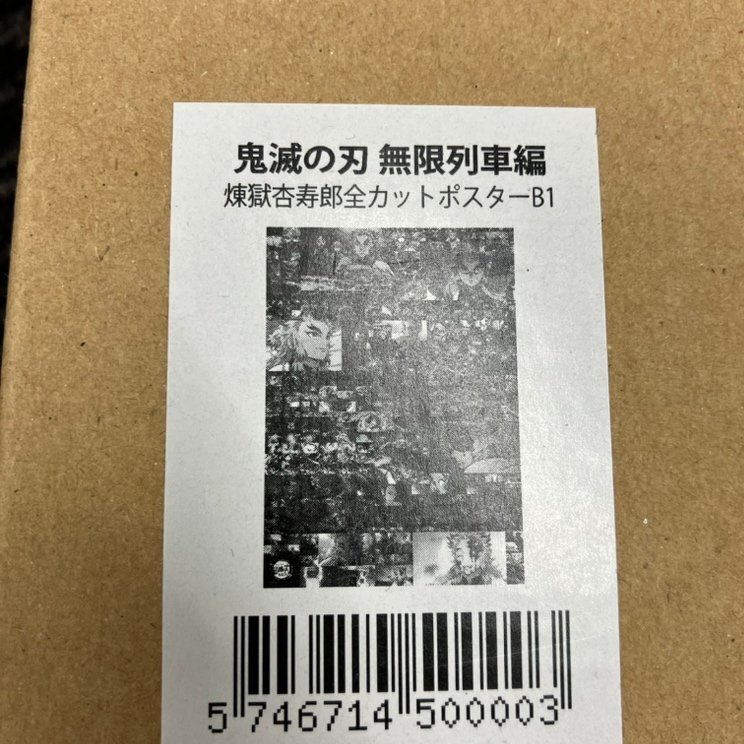 鬼滅の刃 無限列車編
煉獄杏寿郎全カットポスターB1
5 746714 500003